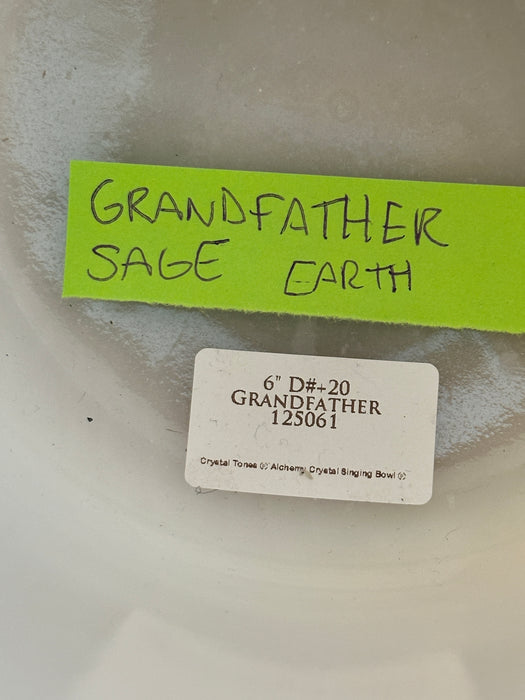 GRANDFATHER
SAGE EARTH
6" D#+20
GRANDFATHER
125061
Crystal Tones ® Alchemy Crystal Singing Bowl ®